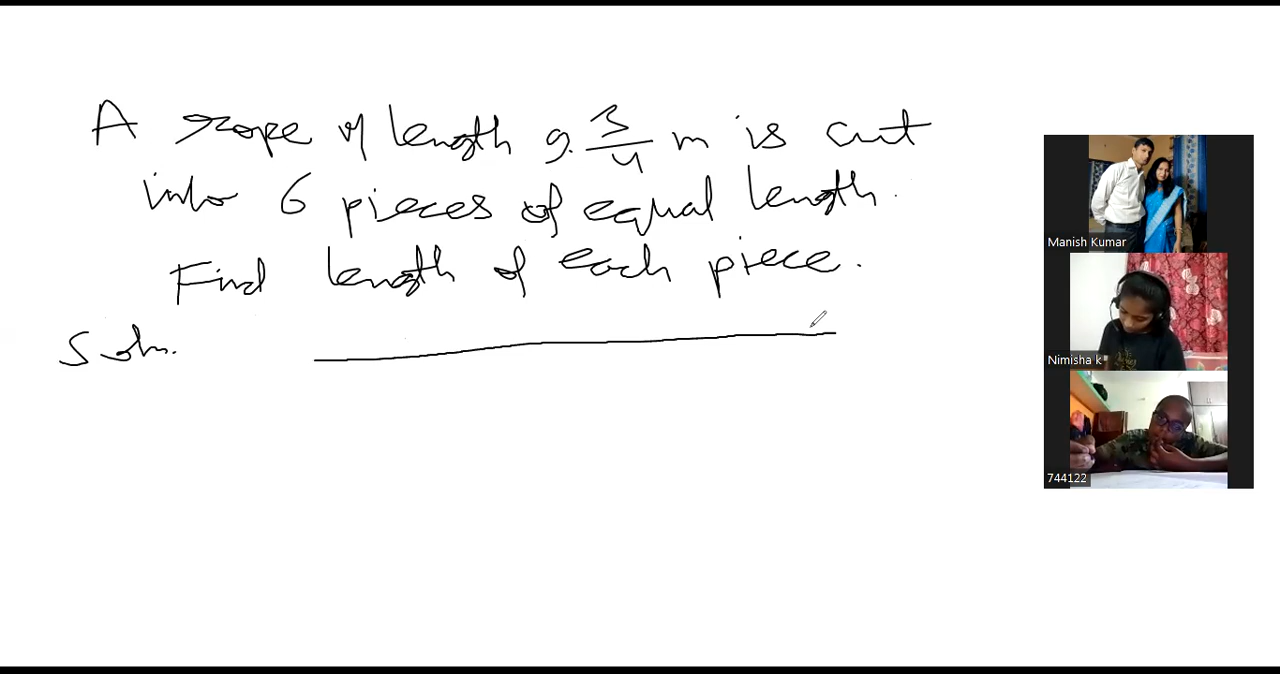 A rope of length 9 3/4 m is cut
into 6 pieces of equal length.
Find length of each piece.
Soln.
Manish Kumar
Nimisha k
744122